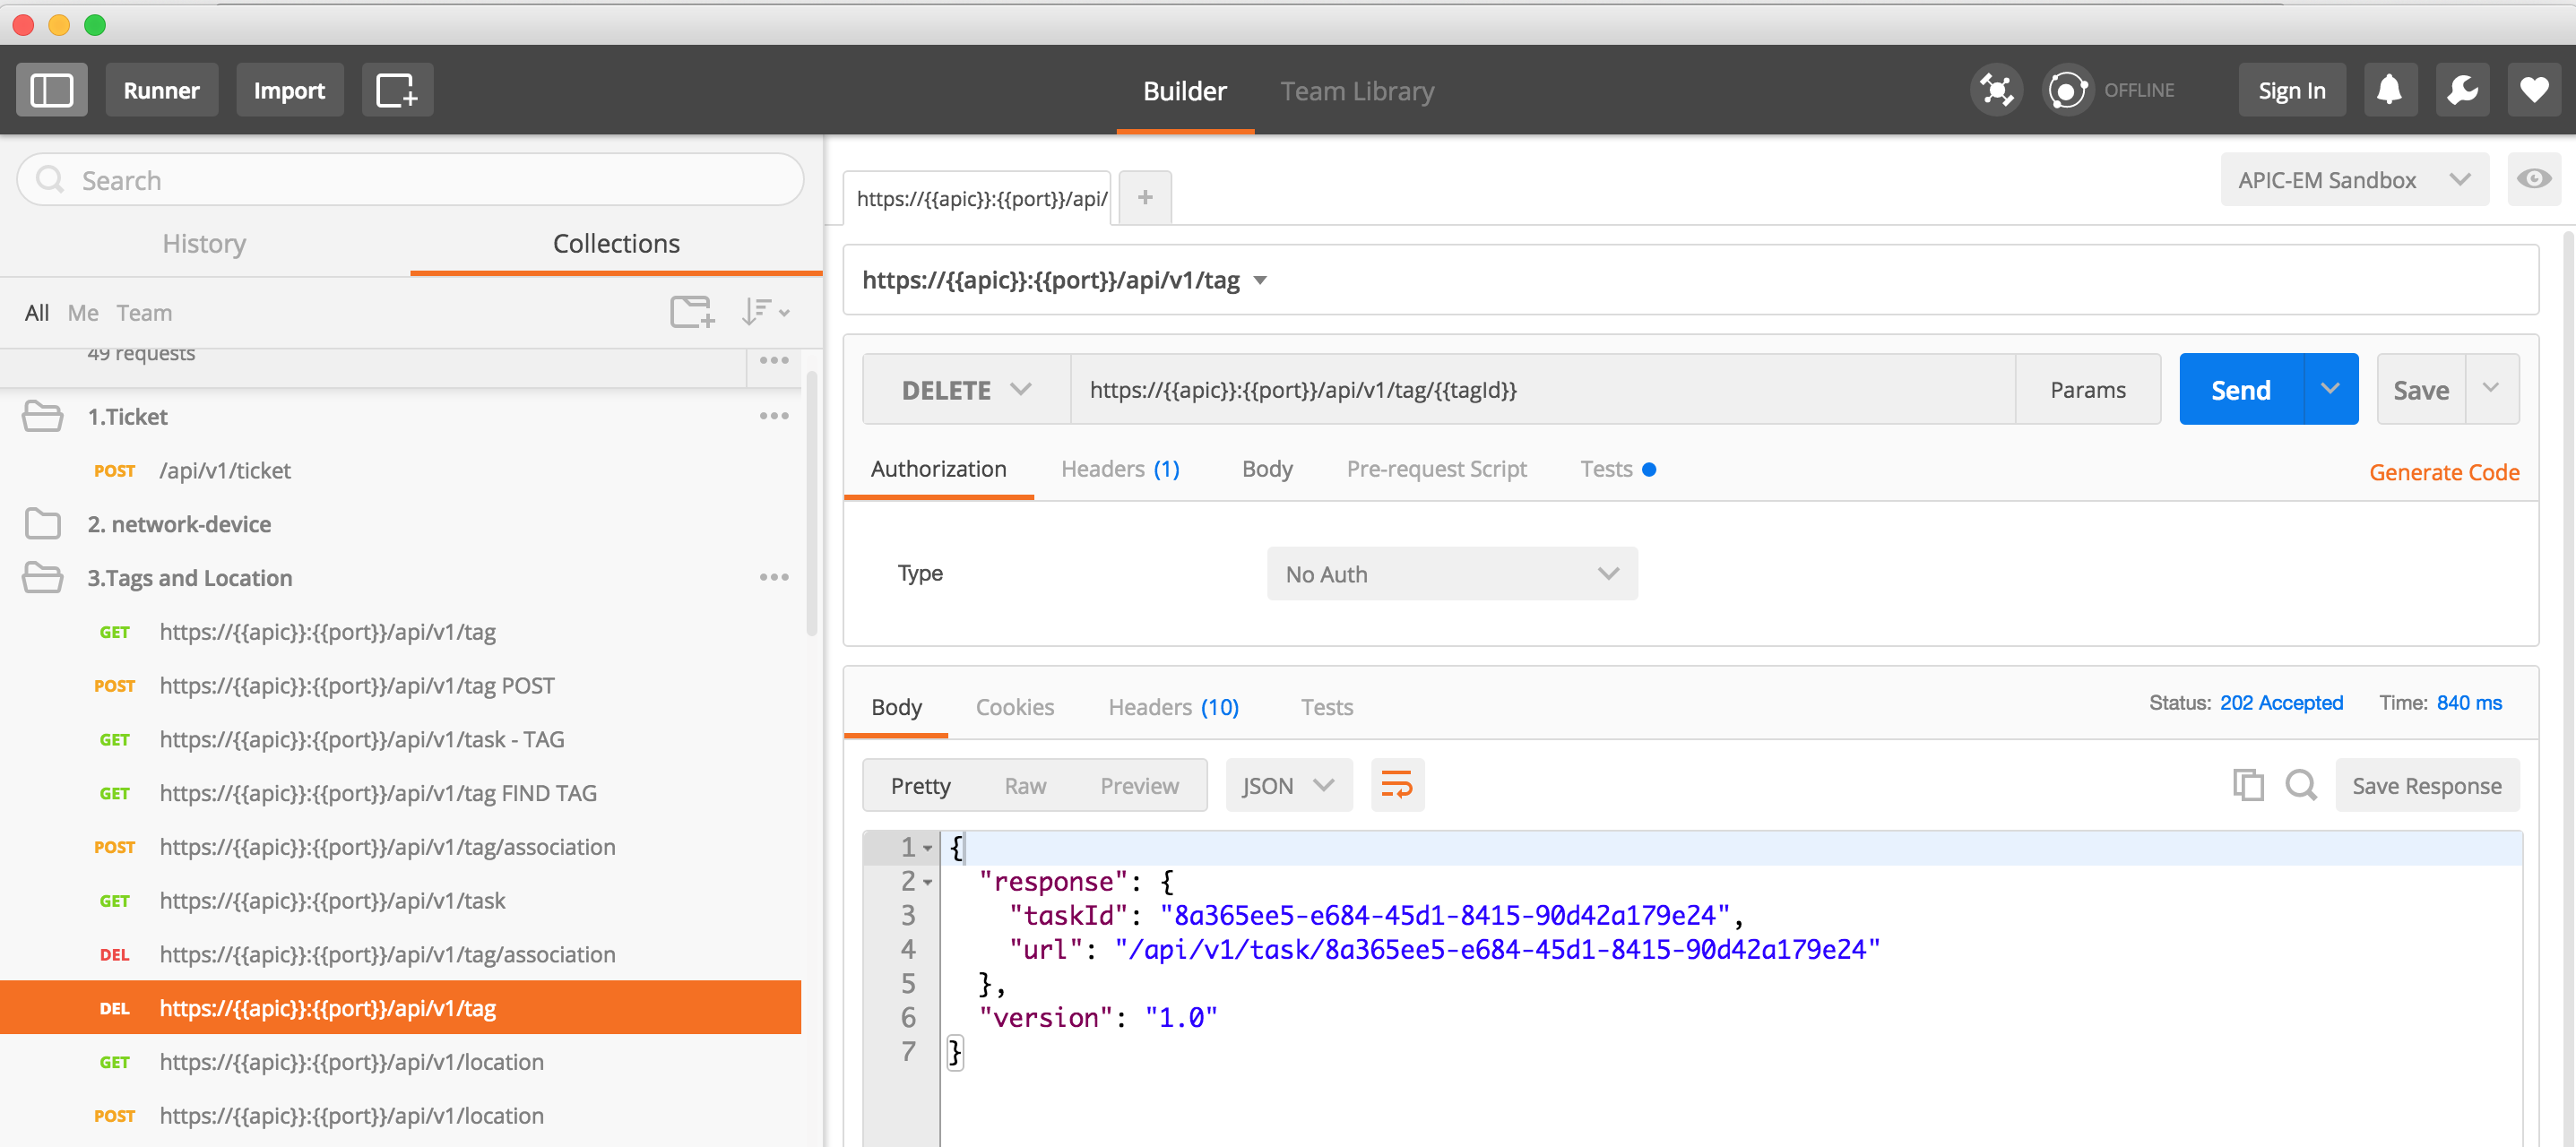 Runner Import Builder Team Library OFFLINE Sign In
Search
History Collections
All Me Team
49 requests
1.Ticket
POST /api/v1/ticket
2. network-device
3.Tags and Location
GET https://{{apic}}:{{port}}/api/v1/tag
POST https://{{apic}}:{{port}}/api/v1/tag POST
GET https://{{apic}}:{{port}}/api/v1/task - TAG
GET https://{{apic}}:{{port}}/api/v1/tag FIND TAG
POST https://{{apic}}:{{port}}/api/v1/tag/association
GET https://{{apic}}:{{port}}/api/v1/task
DEL https://{{apic}}:{{port}}/api/v1/tag/association
DEL https://{{apic}}:{{port}}/api/v1/tag
GET https://{{apic}}:{{port}}/api/v1/location
POST https://{{apic}}:{{port}}/api/v1/location
https://{{apic}}:{{port}}/api/ +
APIC-EM Sandbox
https://{{apic}}:{{port}}/api/v1/tag
DELETE https://{{apic}}:{{port}}/api/v1/tag/{{tagId}} Params Send Save
Authorization Headers (1) Body Pre-request Script Tests Generate Code
Type No Auth
Body Cookies Headers (10) Tests Status: 202 Accepted Time: 840 ms
Pretty Raw Preview JSON Save Response
1 {
2 "response": {
3 "taskId": "8a365ee5-e684-45d1-8415-90d42a179e24",
4 "url": "/api/v1/task/8a365ee5-e684-45d1-8415-90d42a179e24"
5 },
6 "version": "1.0"
7 }